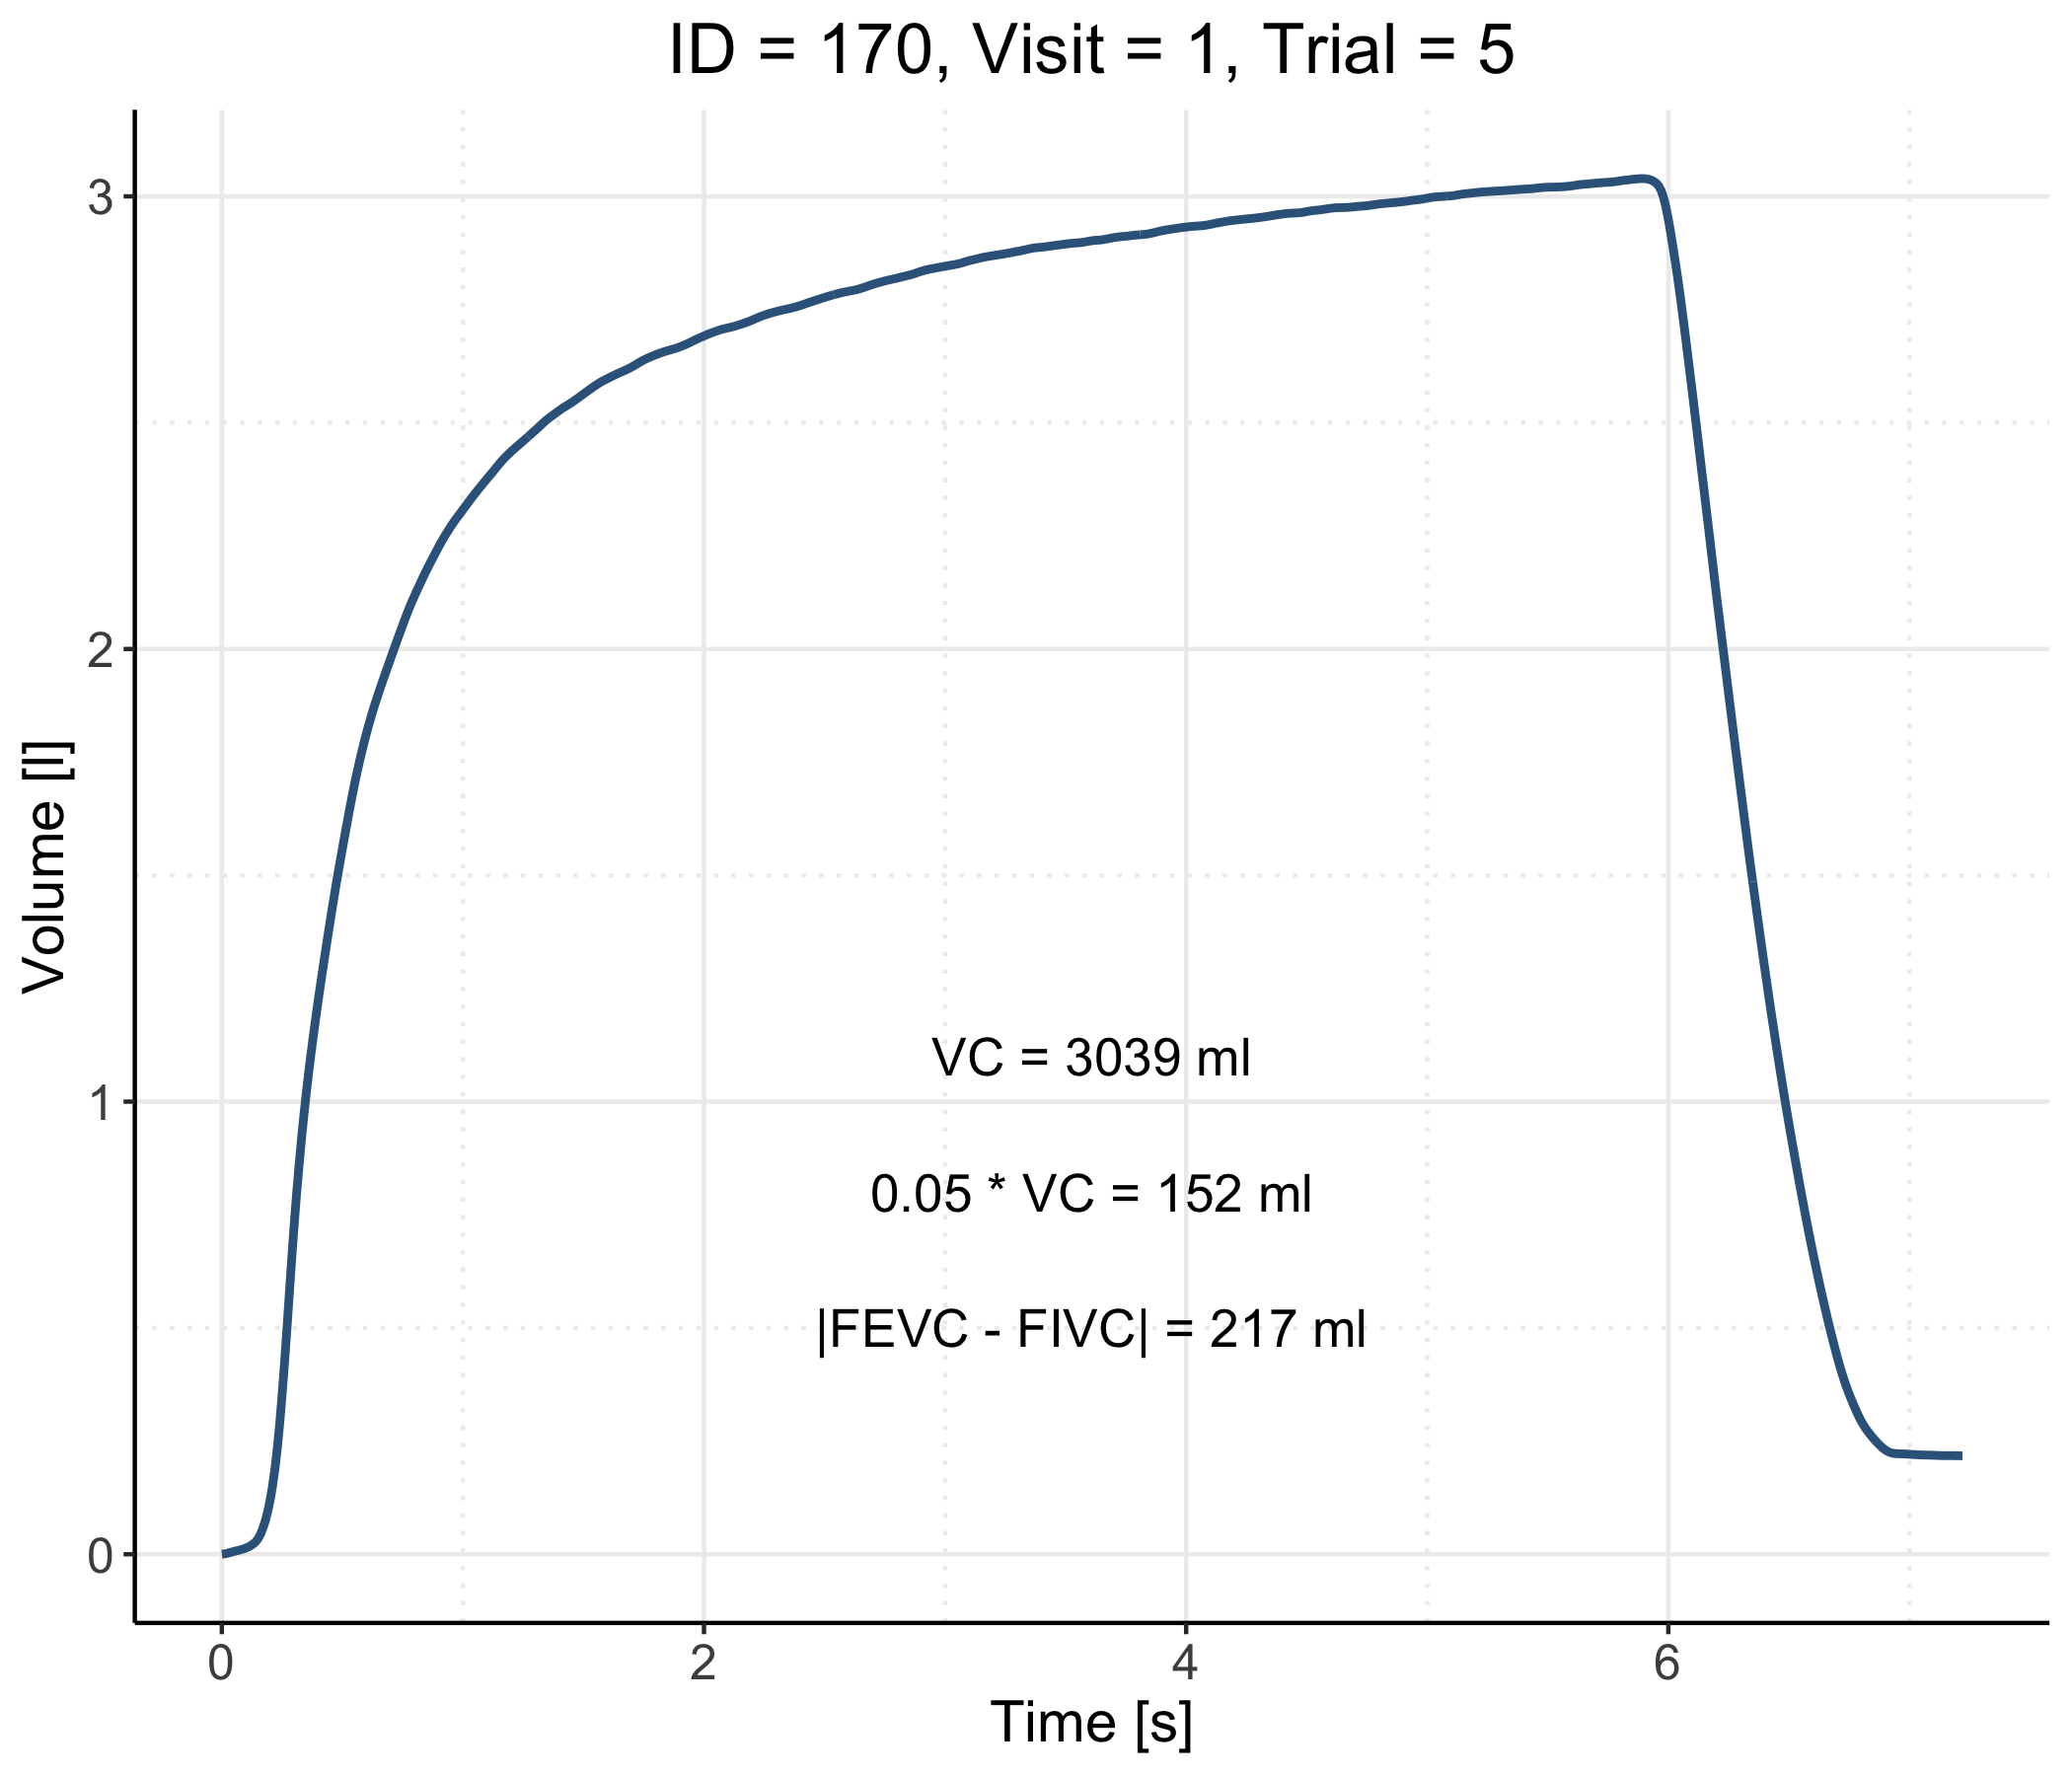 ID = 170, Visit = 1, Trial = 5
3
2
1
0
Volume [l]
VC = 3039 ml
0.05 * VC = 152 ml
|FEVC - FIVC| = 217 ml
0 2 4 6
Time [s]